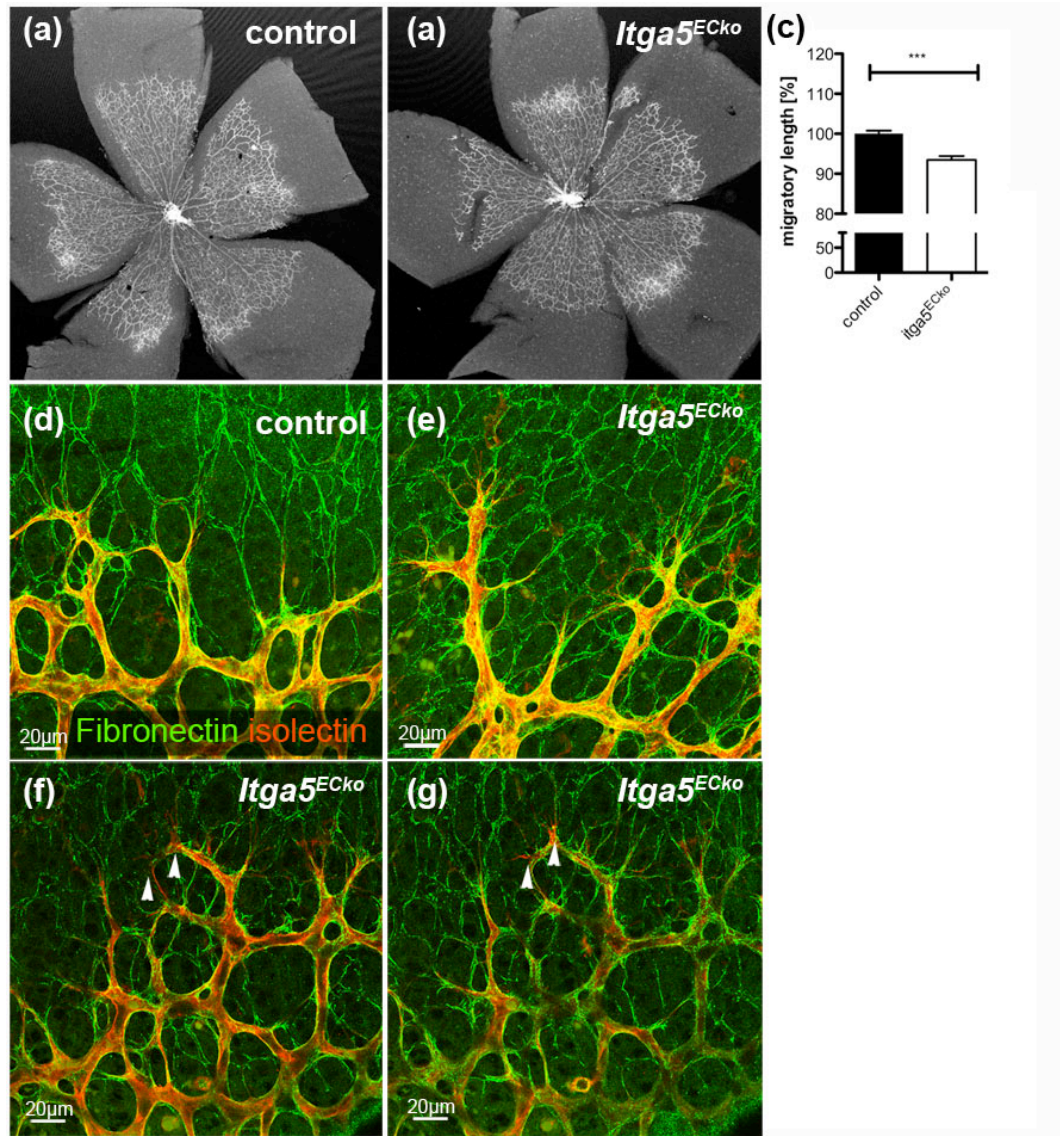 (a) control
(a) Itga5ECko
(c)
120
110
100
90
80
50
0
migratory length [%]
***
control
itga5ECko
(d) control
Fibronectin isolectin
20µm
(e) Itga5ECko
20µm
(f) Itga5ECko
20µm
(g) Itga5ECko
20µm